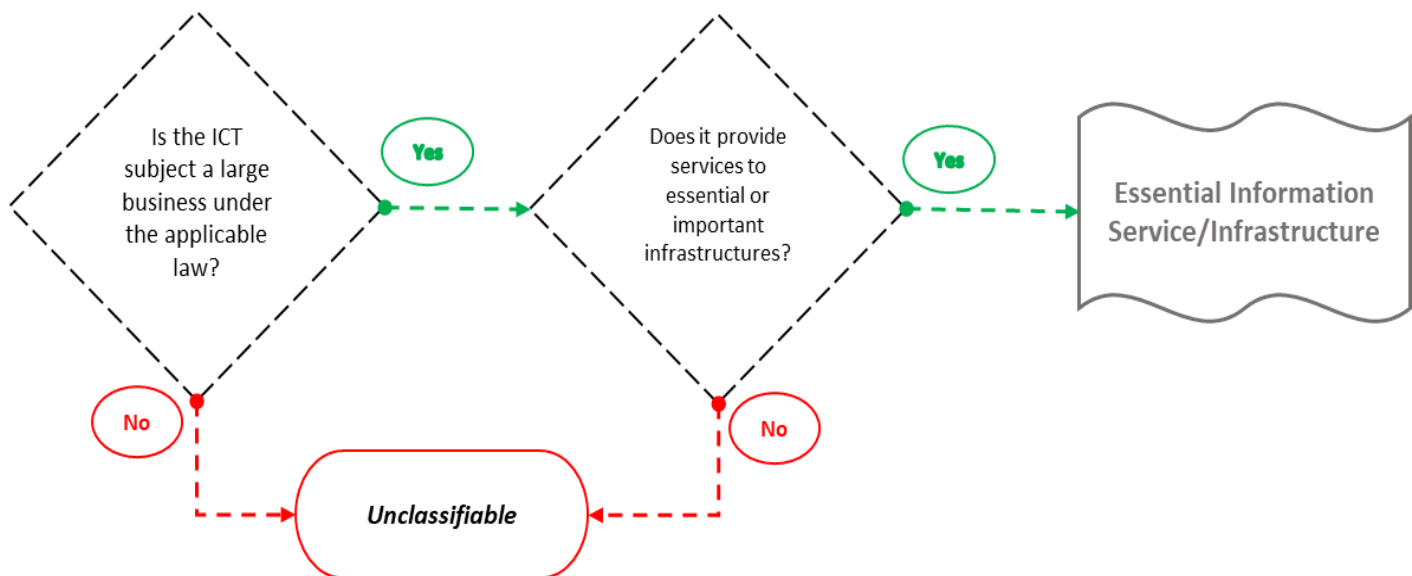 Is the ICT
subject a large
business under
the applicable
law?
Yes
Does it provide
services to
essential or
important
infrastructures?
Yes
Essential Information
Service/Infrastructure
No
No
Unclassifiable